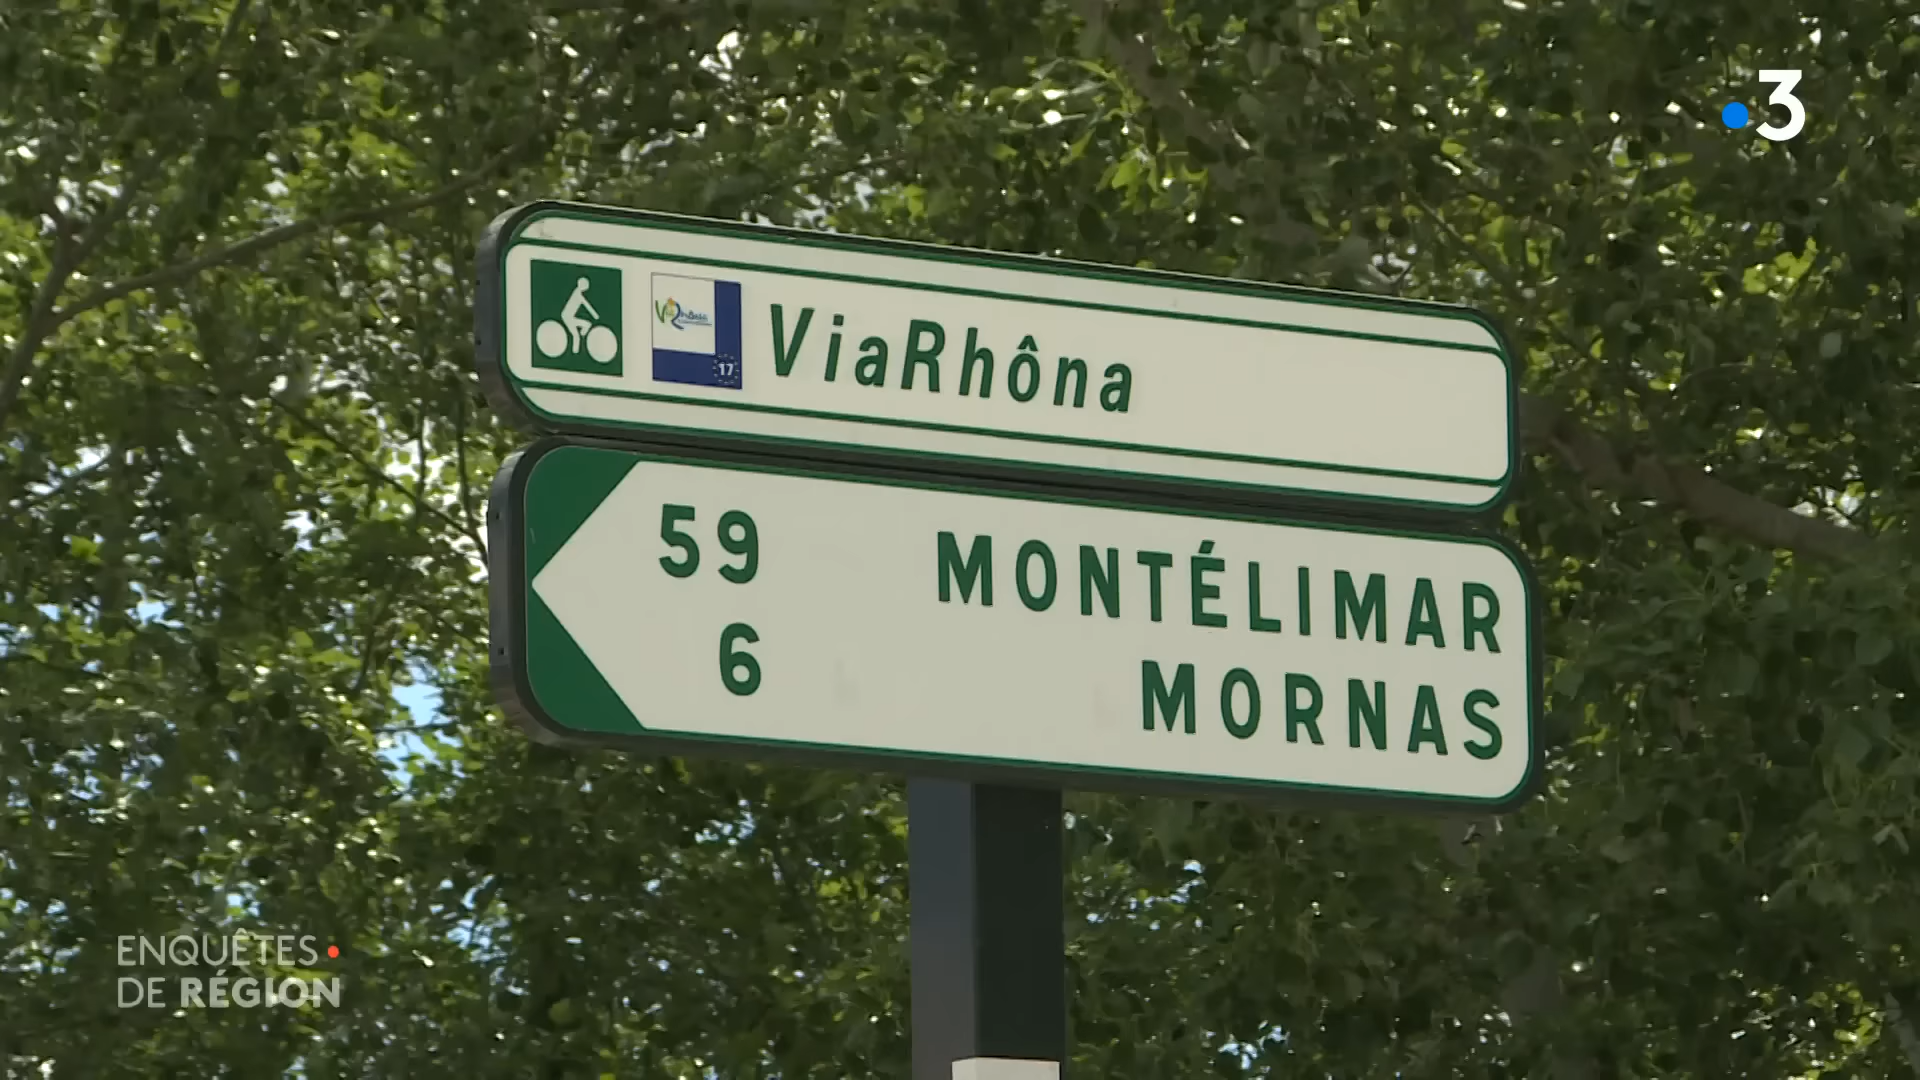 3
ViaRhôna
17
59 MONTÉLIMAR
6 MORNAS
ENQUÊTES
DE RÉGION